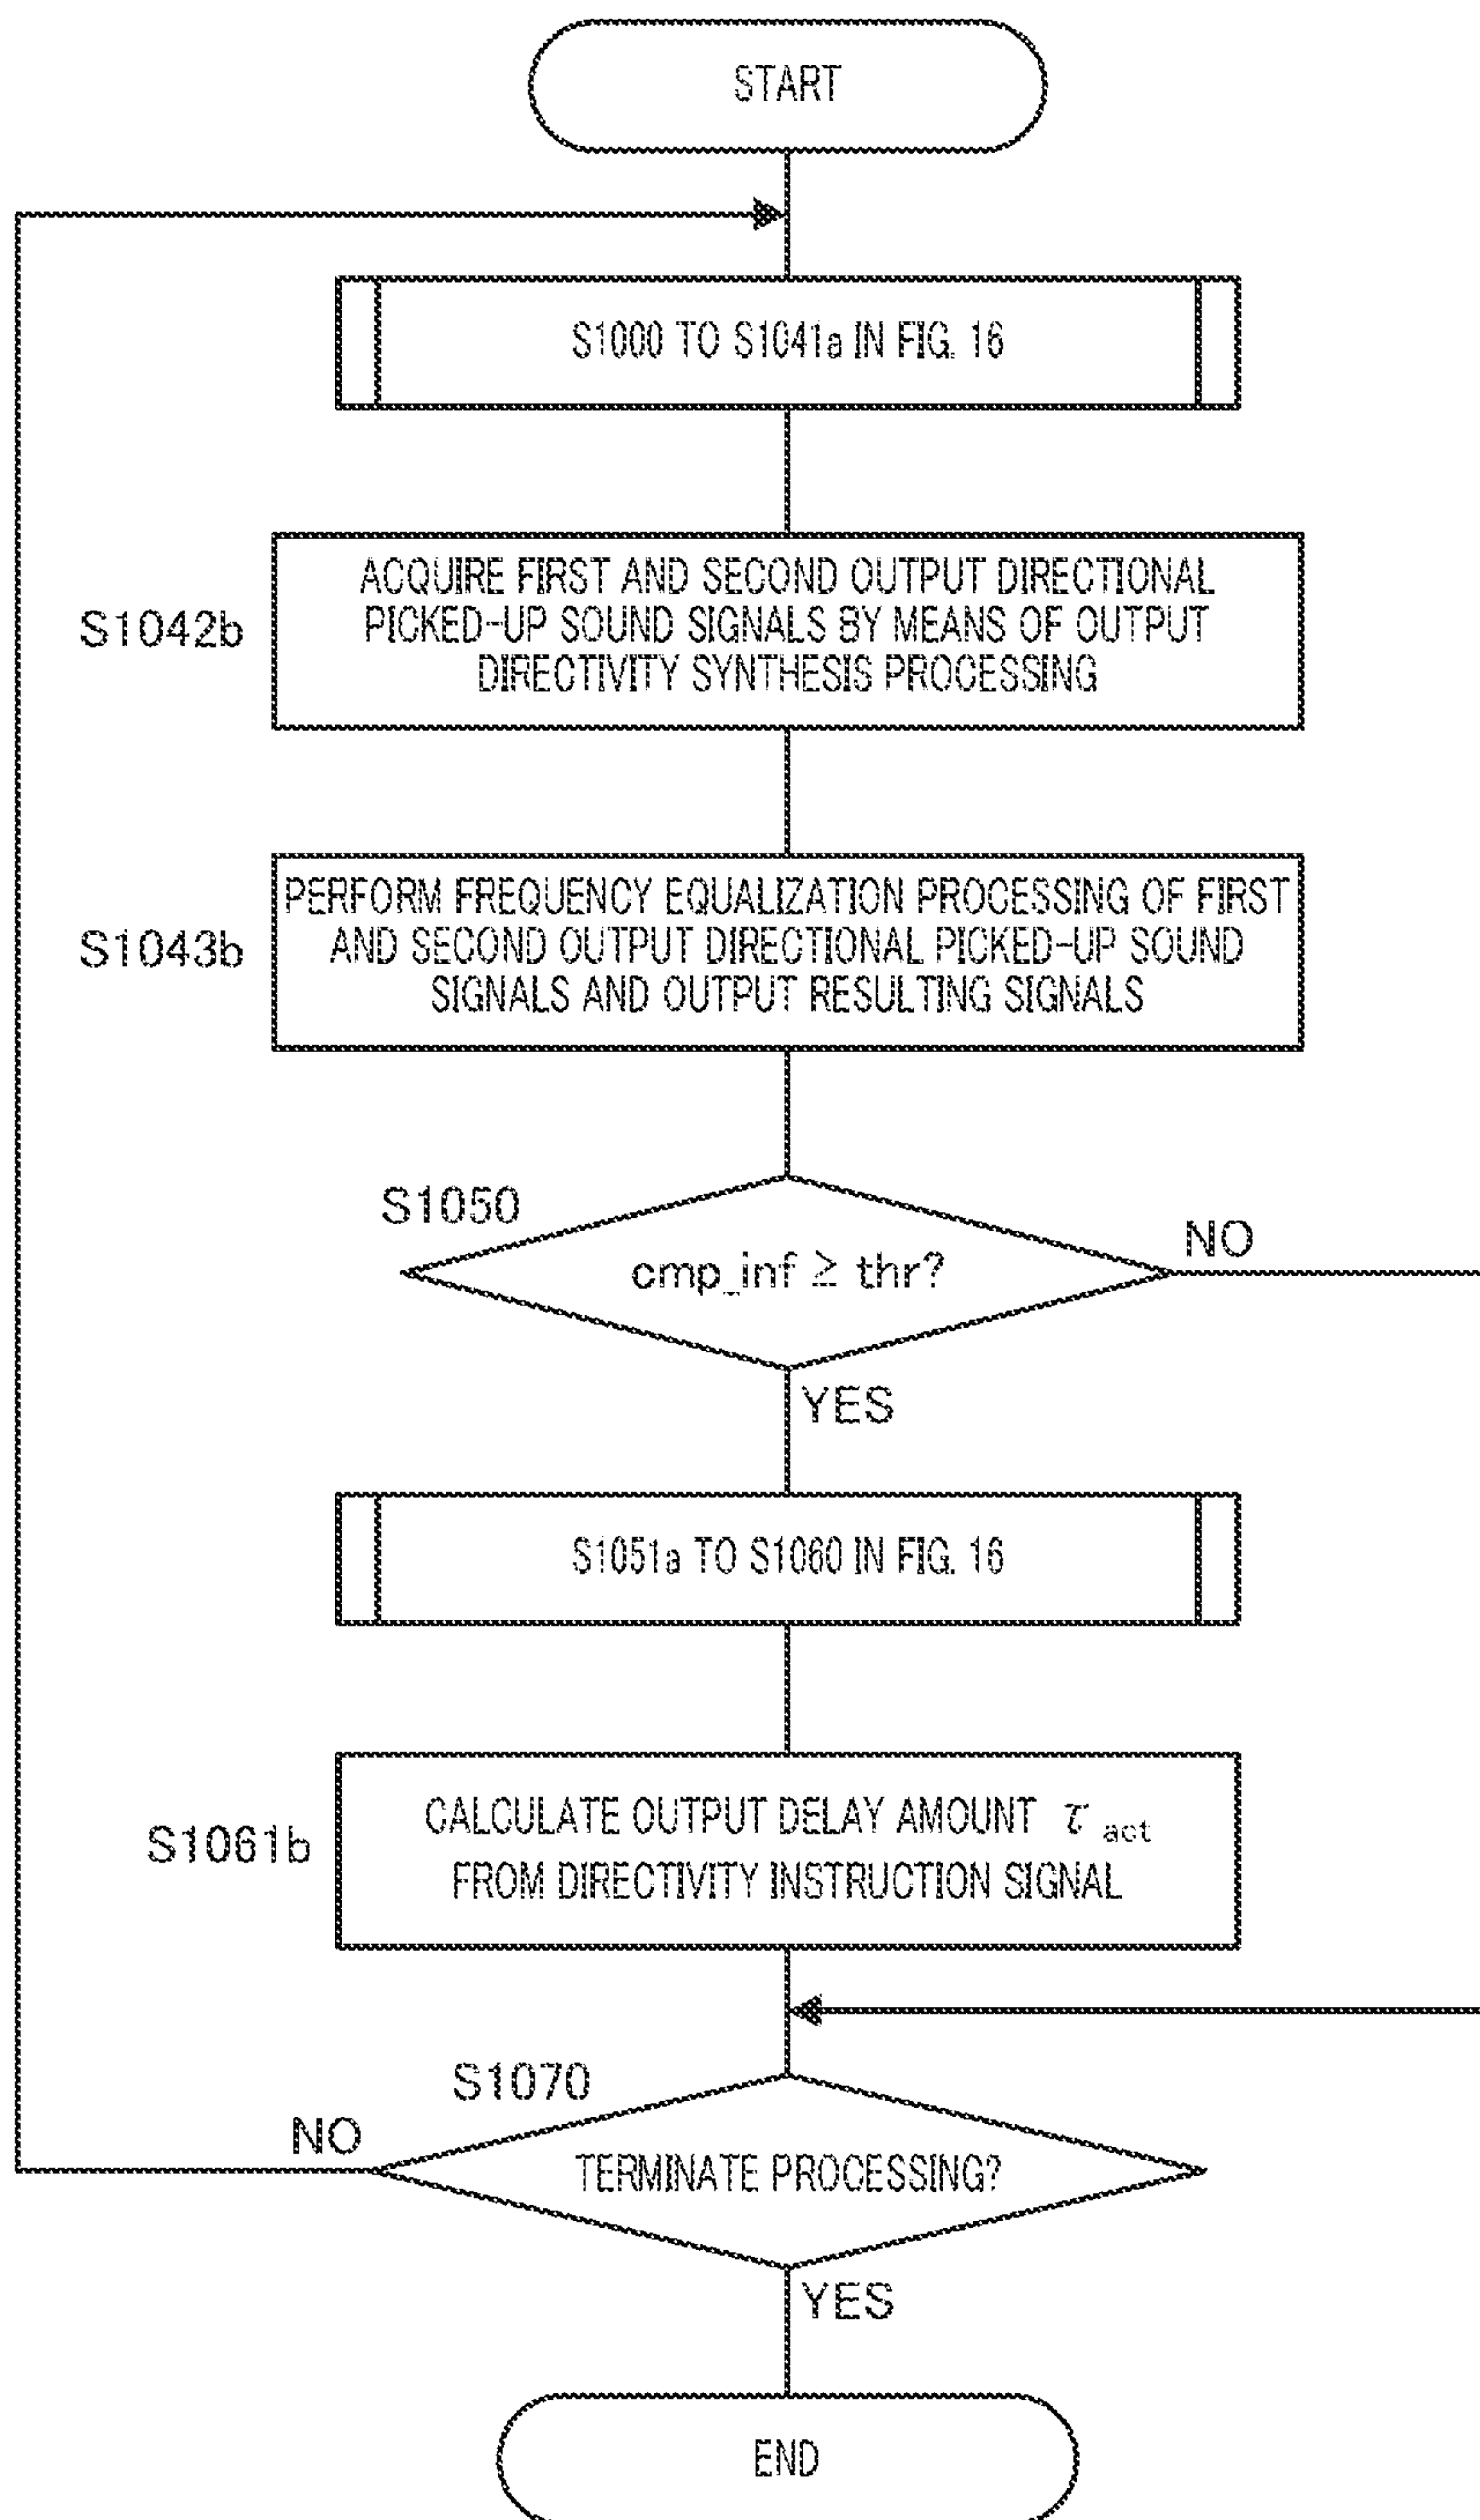 START
S1000 TO S1041a IN FIG. 16
S1042b
ACQUIRE FIRST AND SECOND OUTPUT DIRECTIONAL
PICKED-UP SOUND SIGNALS BY MEANS OF OUTPUT
DIRECTIVITY SYNTHESIS PROCESSING
S1043b
PERFORM FREQUENCY EQUALIZATION PROCESSING OF FIRST
AND SECOND OUTPUT DIRECTIONAL PICKED-UP SOUND
SIGNALS AND OUTPUT RESULTING SIGNALS
S1050
cmp_inf ≥ thr?
NO
YES
S1051a TO S1060 IN FIG. 16
S1061b
CALCULATE OUTPUT DELAY AMOUNT τ act
FROM DIRECTIVITY INSTRUCTION SIGNAL
S1070
NO
TERMINATE PROCESSING?
YES
END